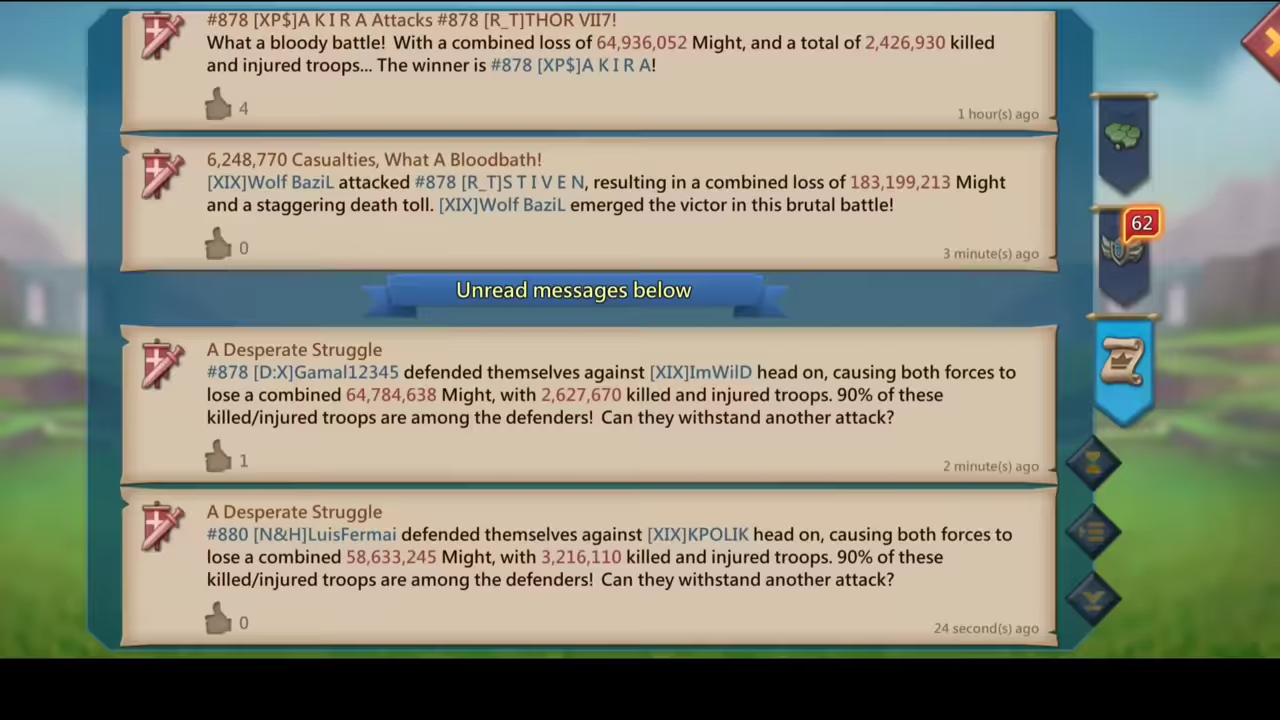 #878 [XP$]A K I R A Attacks #878 [R_T]THOR VII7!
What a bloody battle! With a combined loss of 64,936,052 Might, and a total of 2,426,930 killed
and injured troops... The winner is #878 [XP$]A K I R A!
4
1 hour(s) ago
6,248,770 Casualties, What A Bloodbath!
[XIX]Wolf BaziL attacked #878 [R_T]S T I V E N, resulting in a combined loss of 183,199,213 Might
and a staggering death toll. [XIX]Wolf BaziL emerged the victor in this brutal battle!
0
3 minute(s) ago
62
Unread messages below
A Desperate Struggle
#878 [D:X]Gamal12345 defended themselves against [XIX]ImWilD head on, causing both forces to
lose a combined 64,784,638 Might, with 2,627,670 killed and injured troops. 90% of these
killed/injured troops are among the defenders! Can they withstand another attack?
1
2 minute(s) ago
A Desperate Struggle
#880 [N&H]LuisFermai defended themselves against [XIX]KPOLIK head on, causing both forces to
lose a combined 58,633,245 Might, with 3,216,110 killed and injured troops. 90% of these
killed/injured troops are among the defenders! Can they withstand another attack?
0
24 second(s) ago